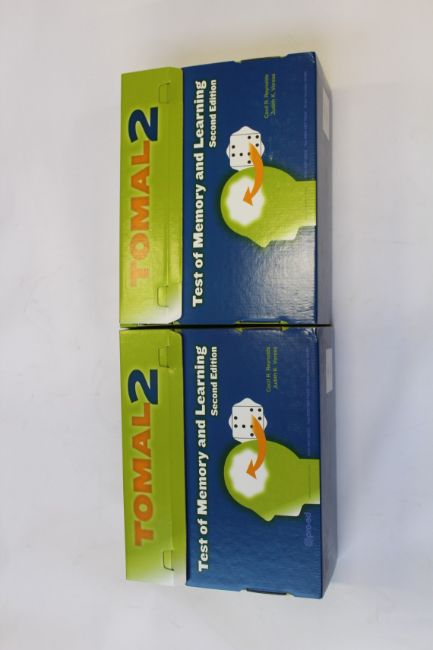 TOMAL2
Test of Memory and Learning
Second Edition
Cecil R. Reynolds
Judith K. Voress
TOMAL2
Test of Memory and Learning
Second Edition
Cecil R. Reynolds
Judith K. Voress
pro·ed